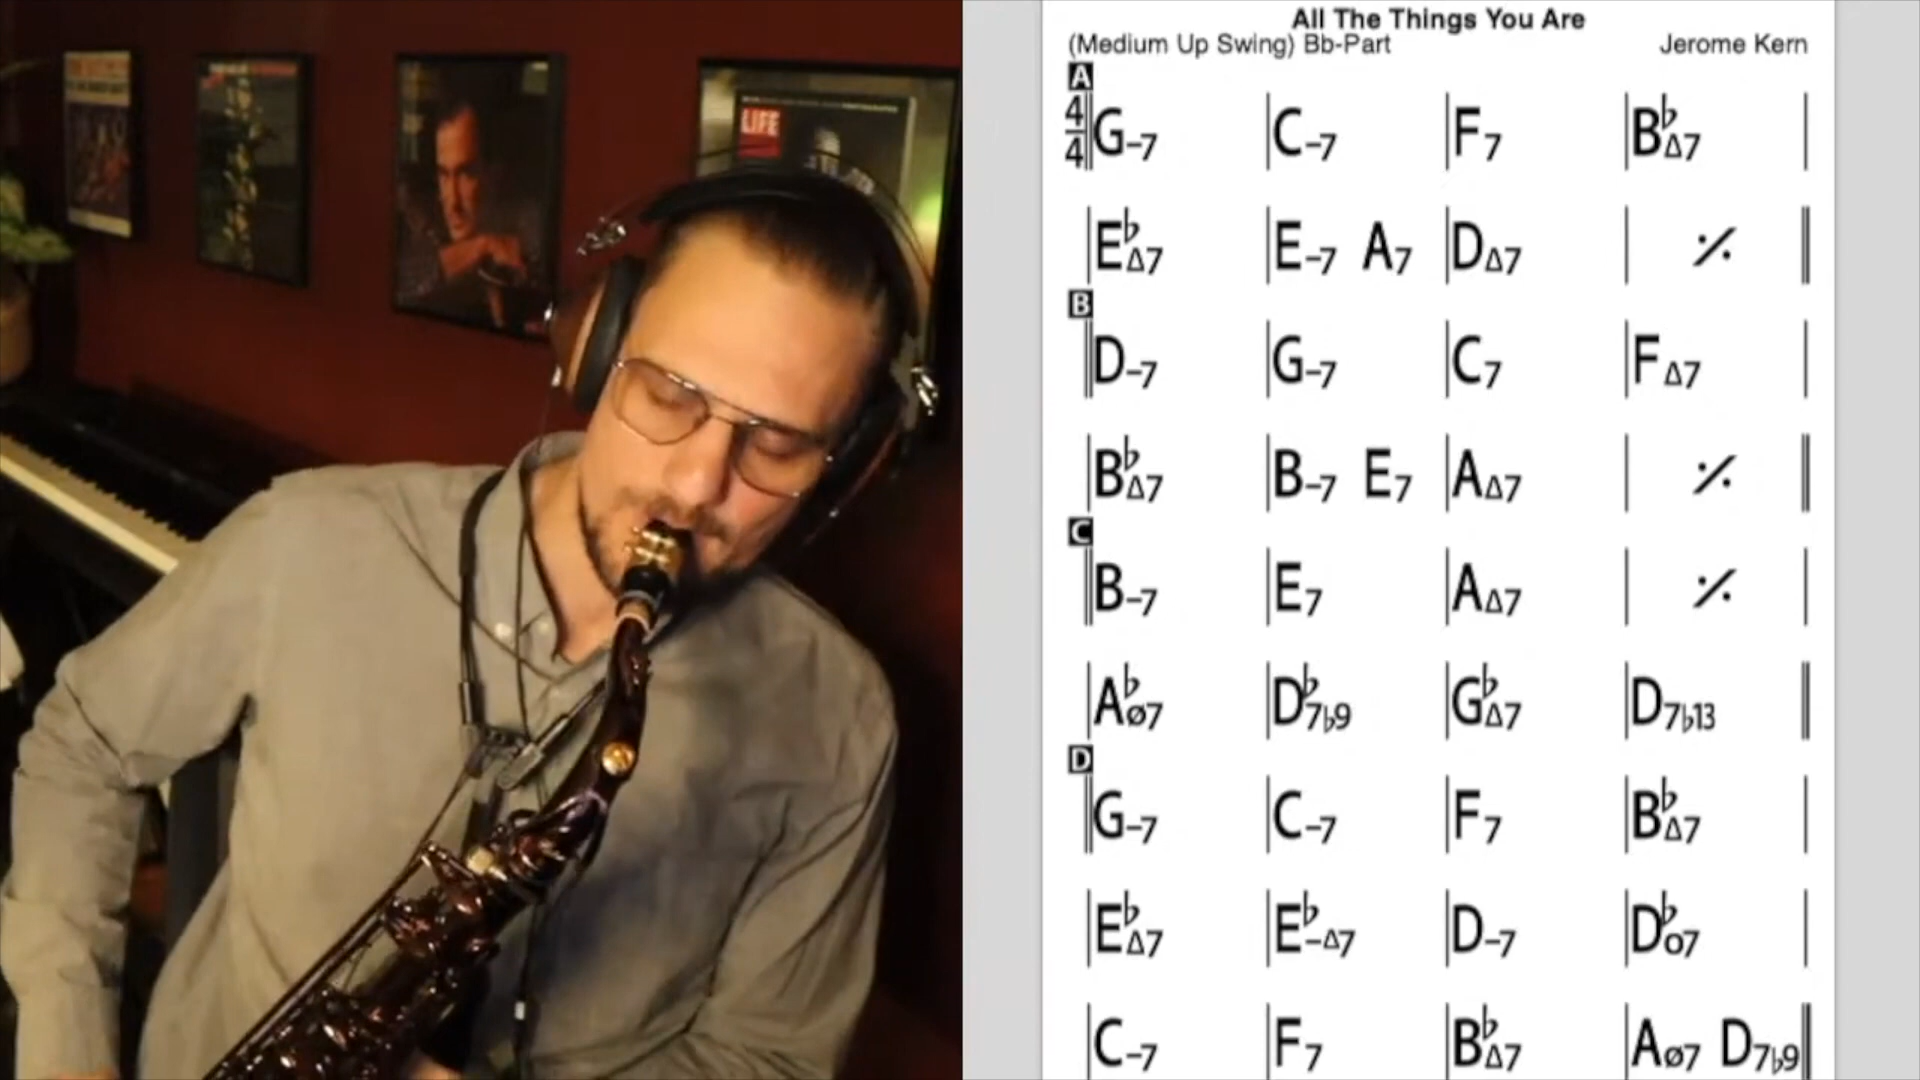 LIFE
All The Things You Are
(Medium Up Swing) Bb-Part Jerome Kern
A
4/4 G-7 C-7 F7 B♭Δ7
E♭Δ7 E-7 A7 DΔ7 𝄎
B
D-7 G-7 C7 FΔ7
B♭Δ7 B-7 E7 AΔ7 𝄎
C
B-7 E7 AΔ7 𝄎
A♭ø7 D♭7♭9 G♭Δ7 D7♭13
D
G-7 C-7 F7 B♭Δ7
E♭Δ7 E♭-Δ7 D-7 D♭o7
C-7 F7 B♭Δ7 Aø7 D7♭9